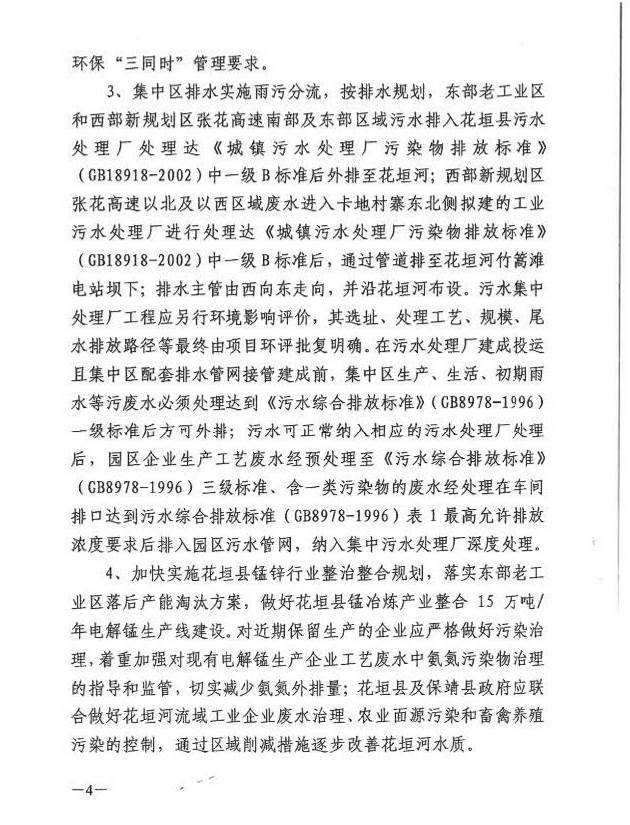 环保“三同时”管理要求。
3、集中区排水实施雨污分流，按排水规划，东部老工业区
和西部新规划区张花高速南部及东部区域污水排入花垣县污水
处理厂处理达《城镇污水处理厂污染物排放标准》
（GB18918-2002）中一级B标准后外排至花垣河；西部新规划区
张花高速以北及以西区域废水进入卡地村寨东北侧拟建的工业
污水处理厂进行处理达《城镇污水处理厂污染物排放标准》
（GB18918-2002）中一级B标准后，通过管道排至花垣河竹篙滩
电站坝下；排水主管由西向东走向，并沿花垣河布设。污水集中
处理厂工程应另行环境影响评价，其选址、处理工艺、规模、尾
水排放路径等最终由项目环评批复明确。在污水处理厂建成投运
且集中区配套排水管网接管建成前，集中区生产、生活、初期雨
水等污废水必须处理达到《污水综合排放标准》（GB8978-1996）
一级标准后方可外排；污水可正常纳入相应的污水处理厂处理
后，园区企业生产工艺废水经预处理至《污水综合排放标准》
（GB8978-1996）三级标准、含一类污染物的废水经处理在车间
排口达到污水综合排放标准（GB8978-1996）表1最高允许排放
浓度要求后排入园区污水管网，纳入集中污水处理厂深度处理。
4、加快实施花垣县锰锌行业整治整合规划，落实东部老工
业区落后产能淘汰方案，做好花垣县锰冶炼产业整合 15 万吨/
年电解锰生产线建设。对近期保留生产的企业应严格做好污染治
理，着重加强对现有电解锰生产企业工艺废水中氨氮污染物治理
的指导和监管，切实减少氨氮外排量；花垣县及保靖县政府应联
合做好花垣河流域工业企业废水治理、农业面源污染和畜禽养殖
污染的控制，通过区域削减措施逐步改善花垣河水质。
—4—